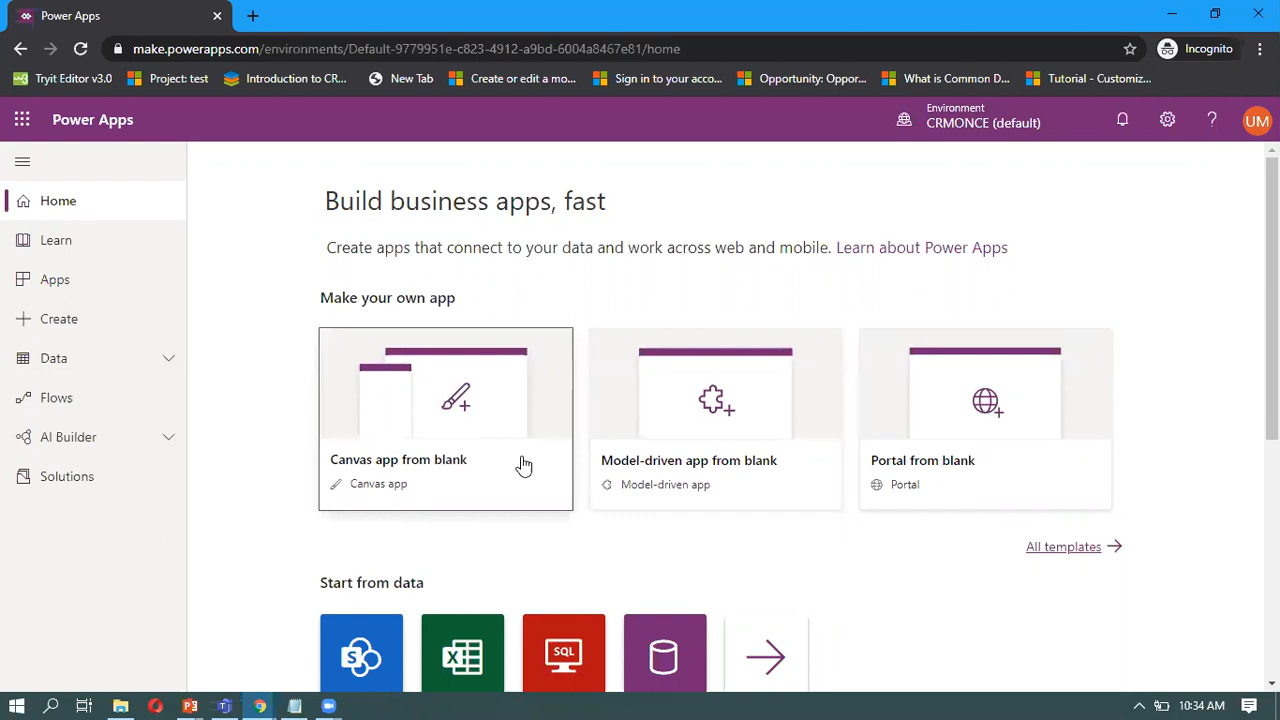 Power Apps
make.powerapps.com/environments/Default-9779951e-c823-4912-a9bd-6004a8467e81/home
Incognito
Tryit Editor v3.0
Project: test
Introduction to CR...
New Tab
Create or edit a mo...
Sign in to your acco...
Opportunity: Oppor...
What is Common D...
Tutorial - Customiz...
Power Apps
Environment
CRMONCE (default)
?
UM
Home
Learn
Apps
Create
Data
Flows
AI Builder
Solutions
Build business apps, fast
Create apps that connect to your data and work across web and mobile. Learn about Power Apps
Make your own app
Canvas app from blank
Canvas app
Model-driven app from blank
Model-driven app
Portal from blank
Portal
All templates
Start from data
S
X
SQL
10:34 AM